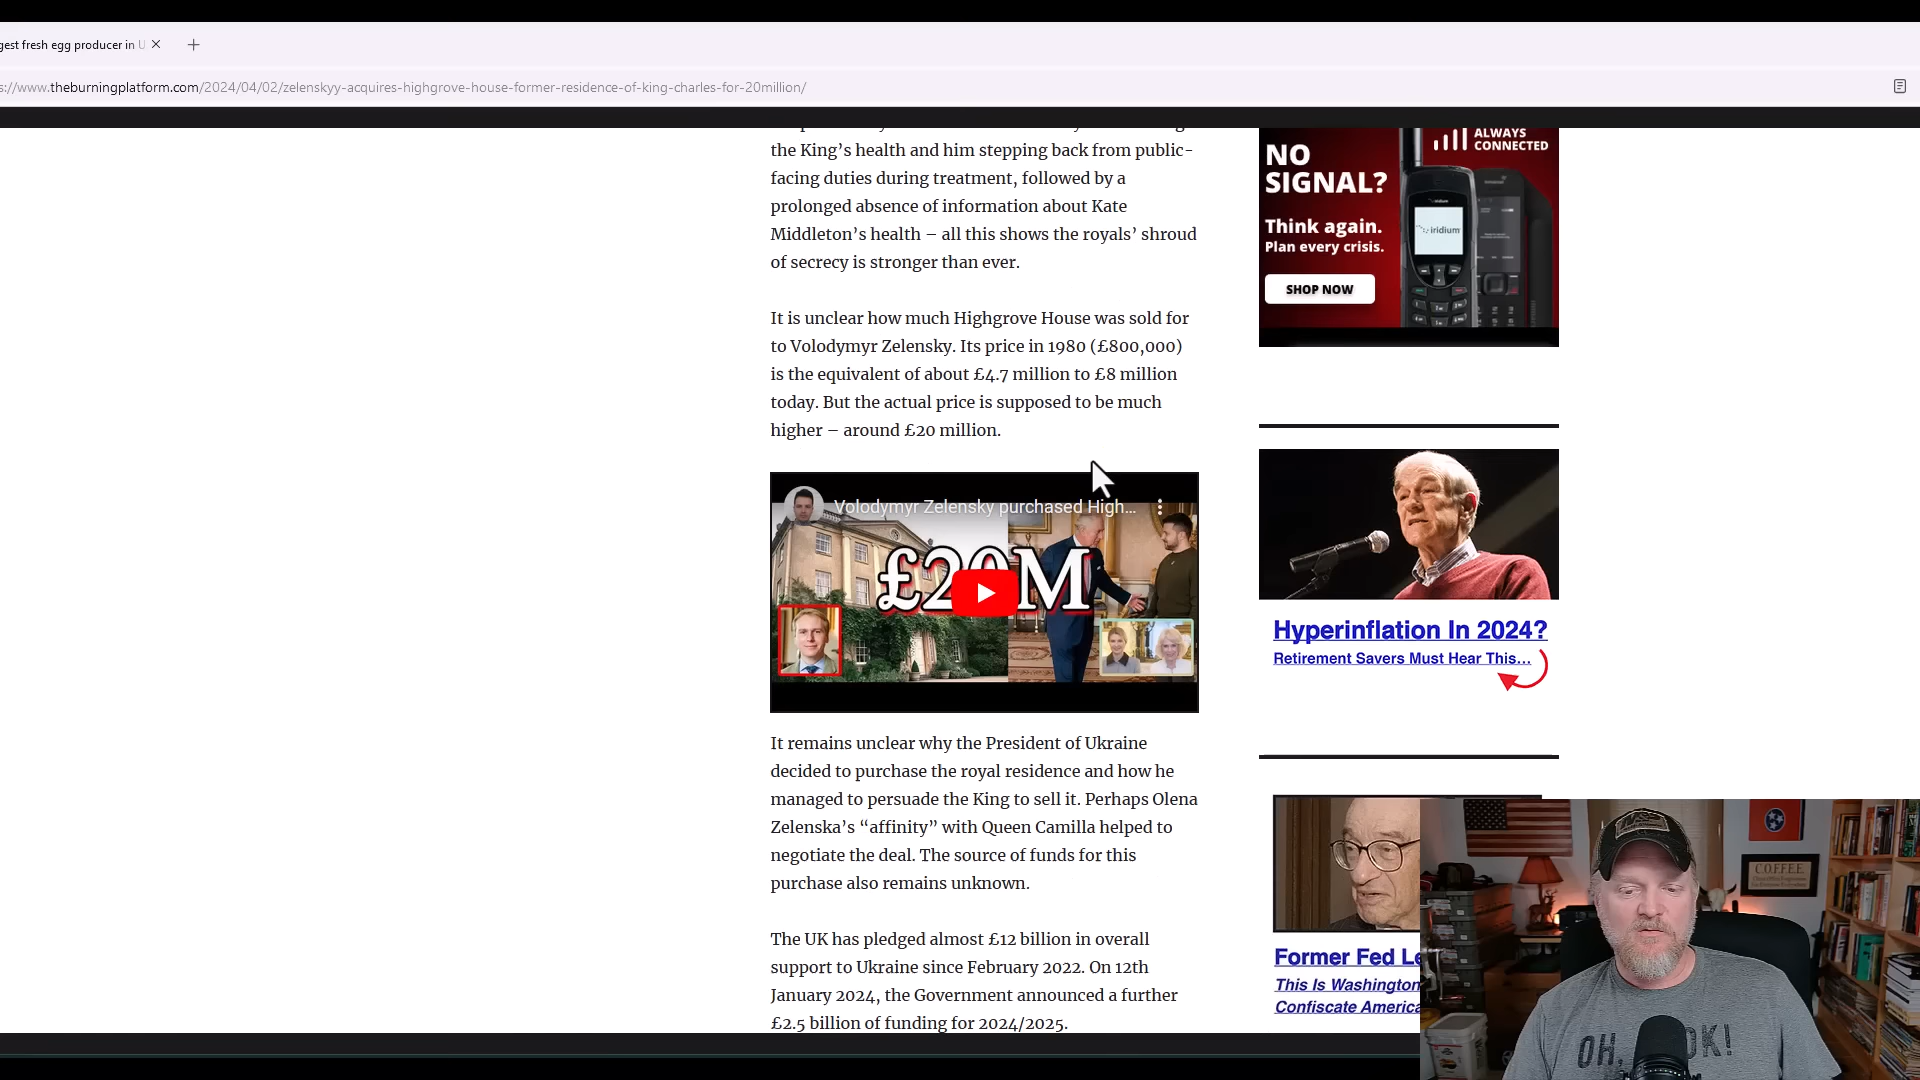 gest fresh egg producer in U
s://www.theburningplatform.com/2024/04/02/zelenskyy-acquires-highgrove-house-former-residence-of-king-charles-for-20million/
the King's health and him stepping back from public-
facing duties during treatment, followed by a
prolonged absence of information about Kate
Middleton's health – all this shows the royals' shroud
of secrecy is stronger than ever.
It is unclear how much Highgrove House was sold for
to Volodymyr Zelensky. Its price in 1980 (£800,000)
is the equivalent of about £4.7 million to £8 million
today. But the actual price is supposed to be much
higher – around £20 million.
Volodymyr Zelensky purchased High...
£20M
It remains unclear why the President of Ukraine
decided to purchase the royal residence and how he
managed to persuade the King to sell it. Perhaps Olena
Zelenska's “affinity” with Queen Camilla helped to
negotiate the deal. The source of funds for this
purchase also remains unknown.
The UK has pledged almost £12 billion in overall
support to Ukraine since February 2022. On 12th
January 2024, the Government announced a further
£2.5 billion of funding for 2024/2025.
ALWAYS
CONNECTED
NO
SIGNAL?
Think again.
Plan every crisis.
iridium
SHOP NOW
Hyperinflation In 2024?
Retirement Savers Must Hear This...
Former Fed Le
This Is Washington
Confiscate America
C.O.F.F.E.E.
OH, OK!